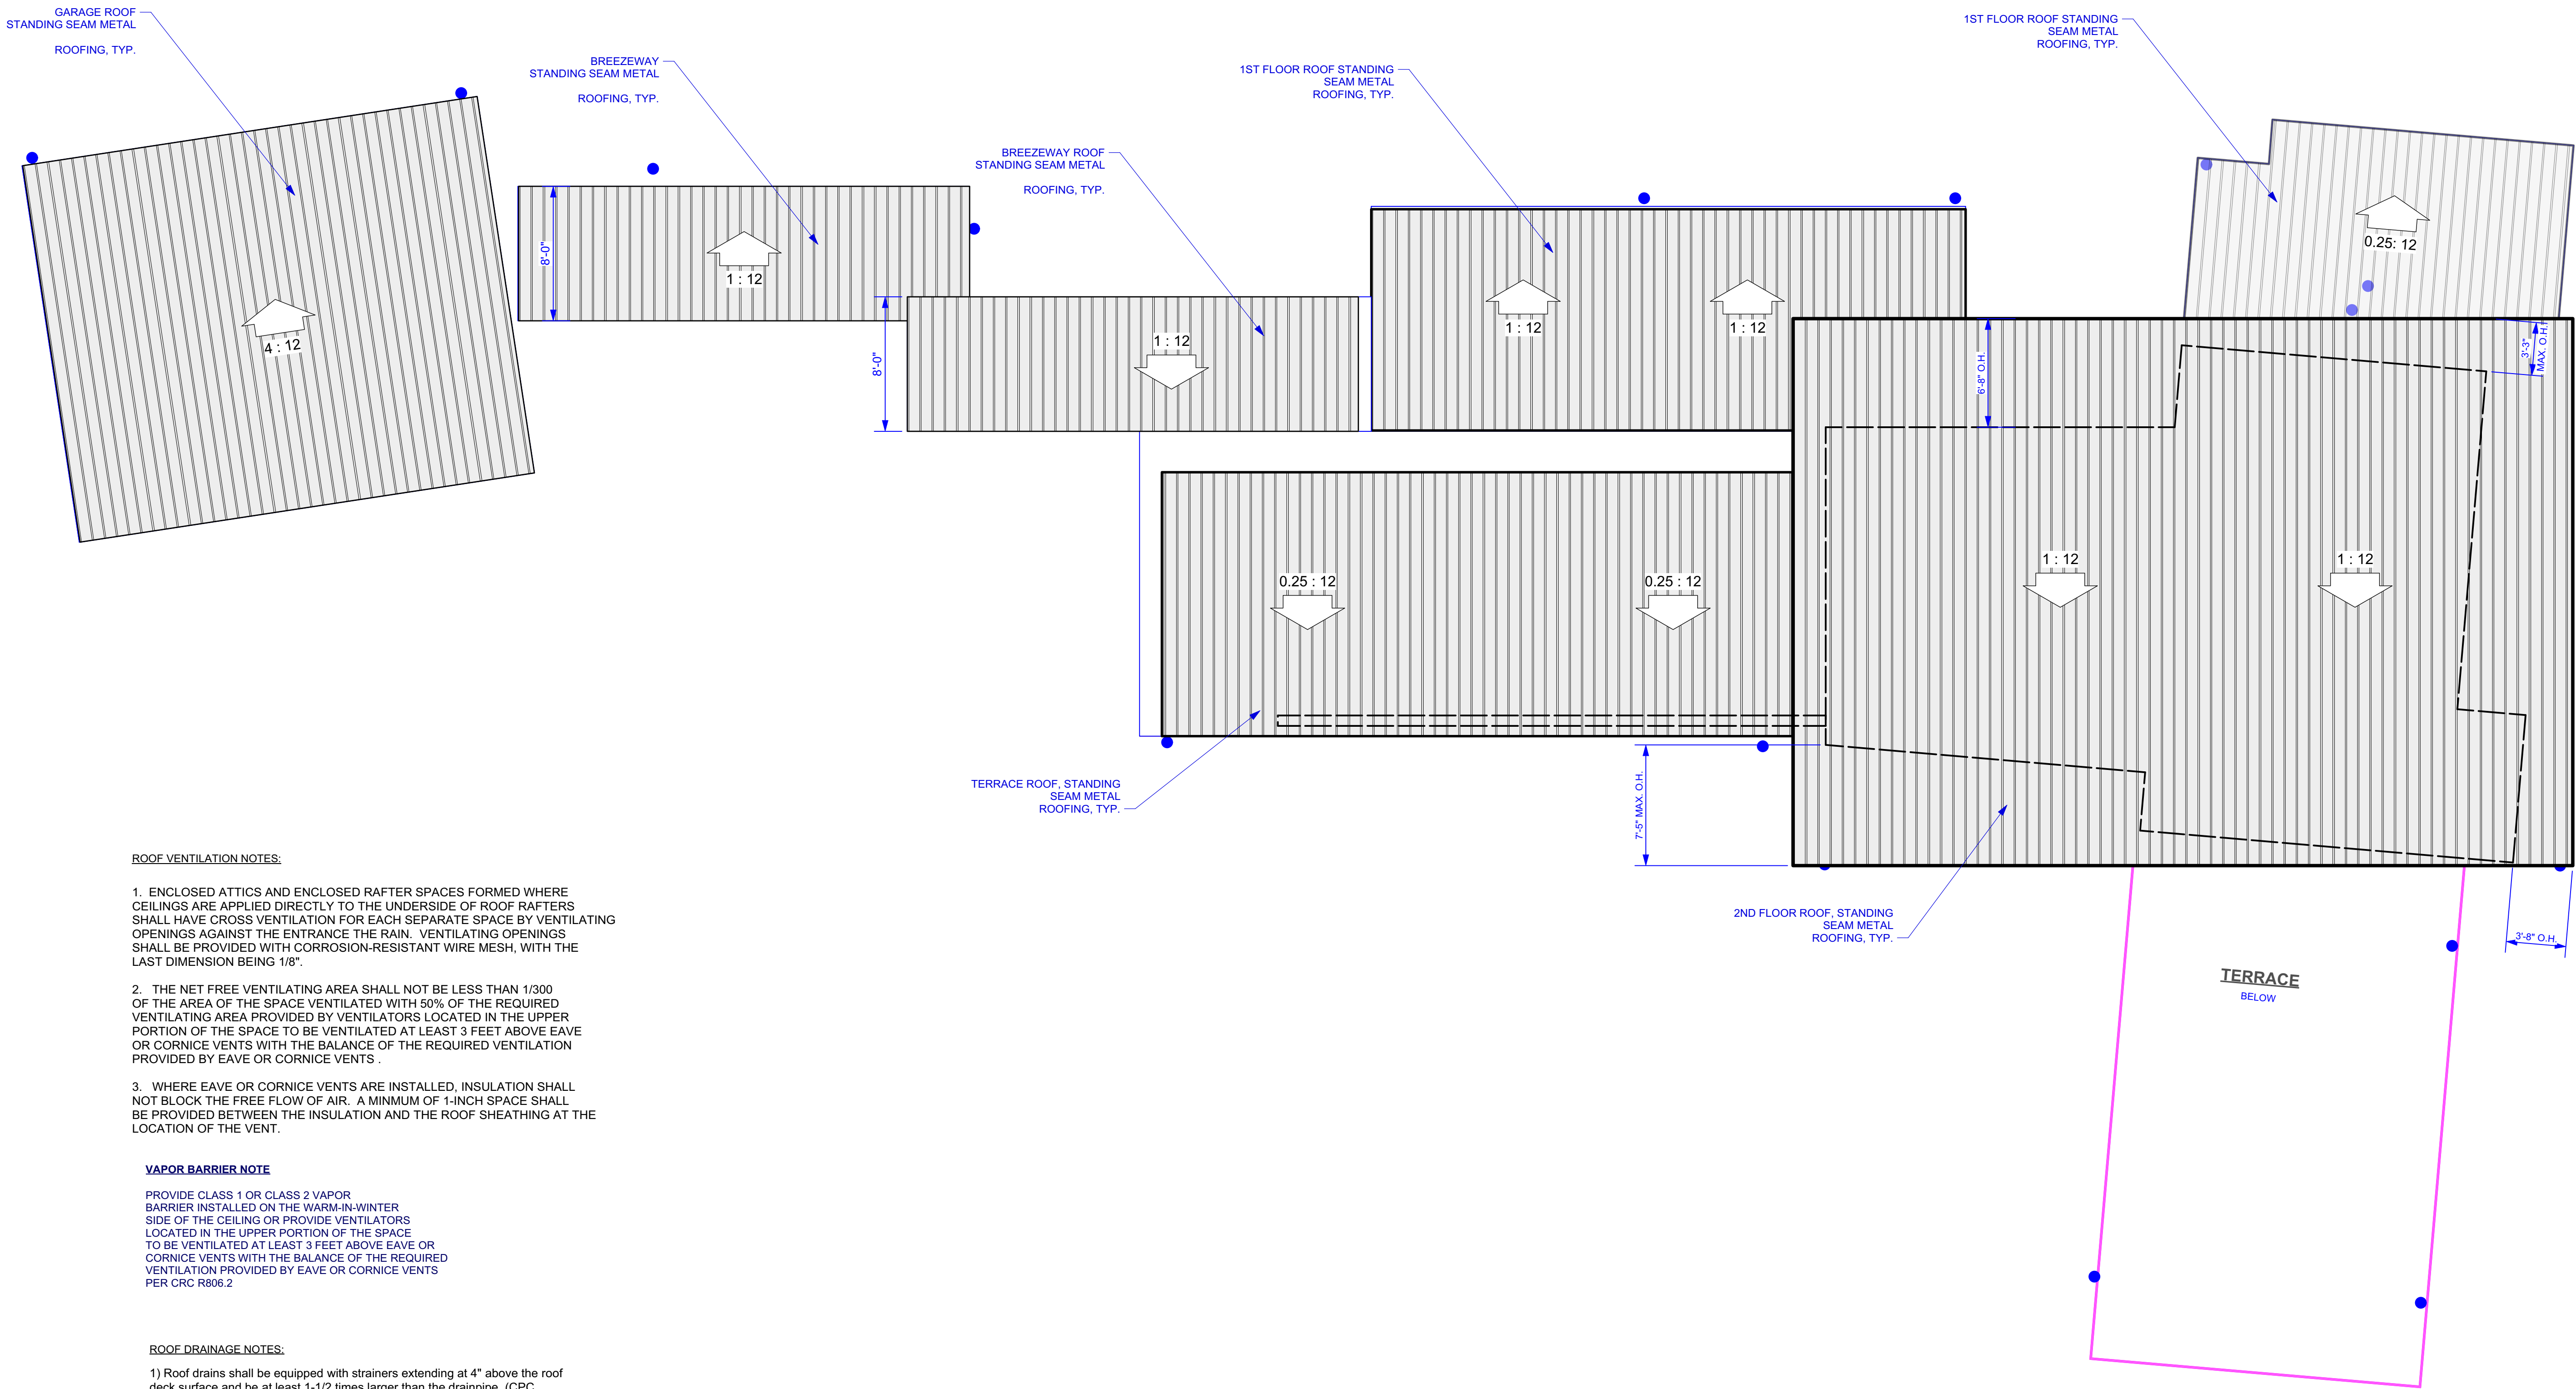 GARAGE ROOF
STANDING SEAM METAL
ROOFING, TYP.
BREEZEWAY
STANDING SEAM METAL
ROOFING, TYP.
BREEZEWAY ROOF
STANDING SEAM METAL
ROOFING, TYP.
1ST FLOOR ROOF STANDING
SEAM METAL
ROOFING, TYP.
1ST FLOOR ROOF STANDING
SEAM METAL
ROOFING, TYP.
4 : 12
8'-0"
1 : 12
8'-0"
1 : 12
1 : 12
1 : 12
0.25: 12
6'-8" O.H.
3'-3"
MAX. O.H.
0.25 : 12
0.25 : 12
1 : 12
1 : 12
TERRACE ROOF, STANDING
SEAM METAL
ROOFING, TYP.
7'-5" MAX. O.H.
2ND FLOOR ROOF, STANDING
SEAM METAL
ROOFING, TYP.
3'-8" O.H.
TERRACE
BELOW
ROOF VENTILATION NOTES:
1. ENCLOSED ATTICS AND ENCLOSED RAFTER SPACES FORMED WHERE
CEILINGS ARE APPLIED DIRECTLY TO THE UNDERSIDE OF ROOF RAFTERS
SHALL HAVE CROSS VENTILATION FOR EACH SEPARATE SPACE BY VENTILATING
OPENINGS AGAINST THE ENTRANCE THE RAIN. VENTILATING OPENINGS
SHALL BE PROVIDED WITH CORROSION-RESISTANT WIRE MESH, WITH THE
LAST DIMENSION BEING 1/8".
2. THE NET FREE VENTILATING AREA SHALL NOT BE LESS THAN 1/300
OF THE AREA OF THE SPACE VENTILATED WITH 50% OF THE REQUIRED
VENTILATING AREA PROVIDED BY VENTILATORS LOCATED IN THE UPPER
PORTION OF THE SPACE TO BE VENTILATED AT LEAST 3 FEET ABOVE EAVE
OR CORNICE VENTS WITH THE BALANCE OF THE REQUIRED VENTILATION
PROVIDED BY EAVE OR CORNICE VENTS .
3. WHERE EAVE OR CORNICE VENTS ARE INSTALLED, INSULATION SHALL
NOT BLOCK THE FREE FLOW OF AIR. A MINMUM OF 1-INCH SPACE SHALL
BE PROVIDED BETWEEN THE INSULATION AND THE ROOF SHEATHING AT THE
LOCATION OF THE VENT.
VAPOR BARRIER NOTE
PROVIDE CLASS 1 OR CLASS 2 VAPOR
BARRIER INSTALLED ON THE WARM-IN-WINTER
SIDE OF THE CEILING OR PROVIDE VENTILATORS
LOCATED IN THE UPPER PORTION OF THE SPACE
TO BE VENTILATED AT LEAST 3 FEET ABOVE EAVE OR
CORNICE VENTS WITH THE BALANCE OF THE REQUIRED
VENTILATION PROVIDED BY EAVE OR CORNICE VENTS
PER CRC R806.2
ROOF DRAINAGE NOTES:
1) Roof drains shall be equipped with strainers extending at 4" above the roof
deck surface and be at least 1-1/2 times larger than the drainpipe. (CPC